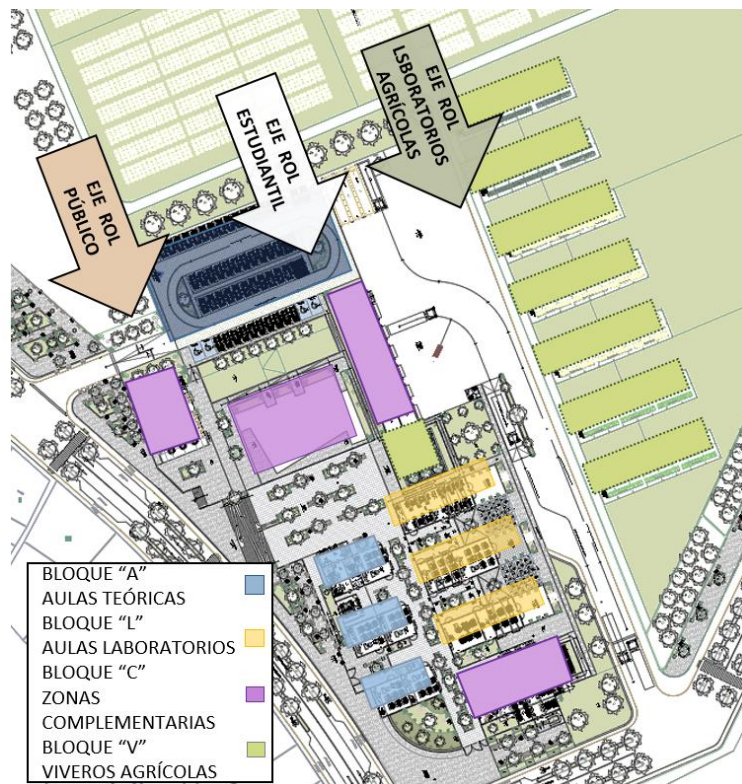 EJE ROL
PÚBLICO
EJE ROL
ESTUDIANTIL
EJE ROL
LSBORATORIOS
AGRÍCOLAS
BLOQUE “A”
AULAS TEÓRICAS
BLOQUE “L”
AULAS LABORATORIOS
BLOQUE “C”
ZONAS
COMPLEMENTARIAS
BLOQUE “V”
VIVEROS AGRÍCOLAS